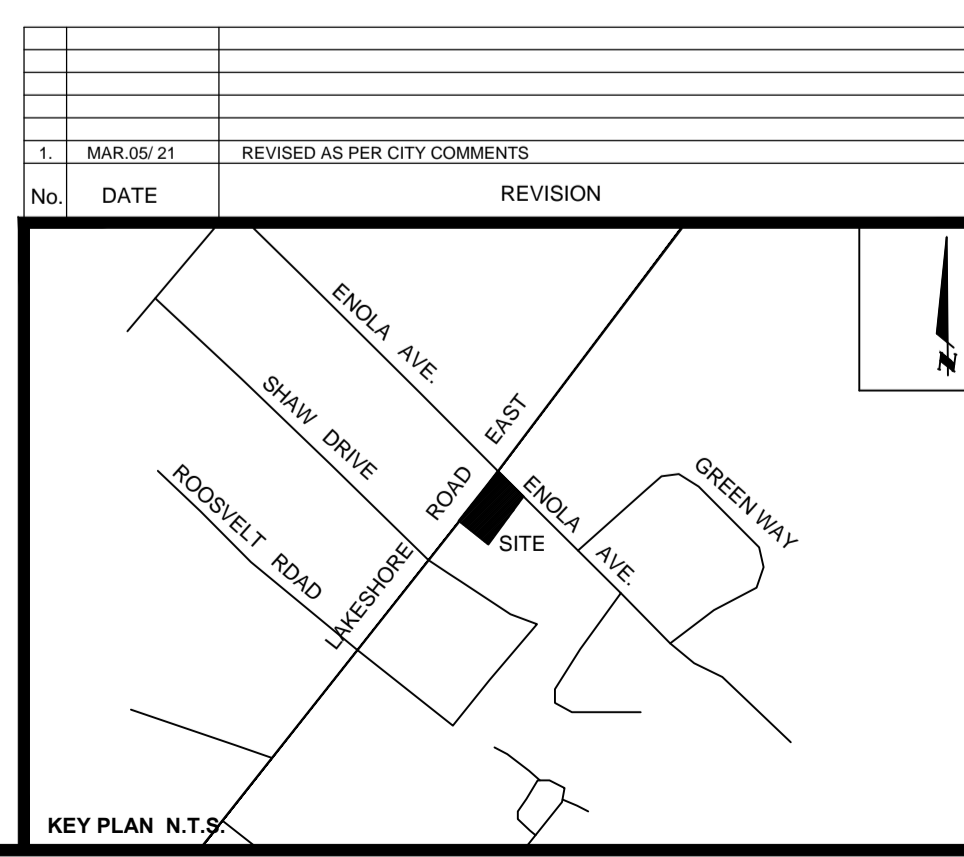 1. MAR.05/ 21 REVISED AS PER CITY COMMENTS
No. DATE REVISION
ENOLA AVE.
SHAW DRIVE
ROOSVELT RDAD
LAKESHORE ROAD EAST
ENOLA AVE.
GREEN WAY
SITE
N
KEY PLAN N.T.S.